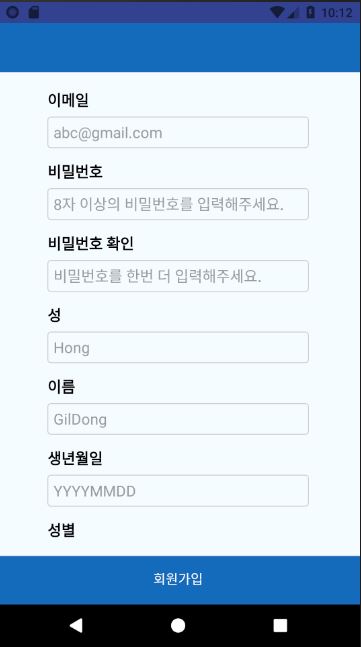 10:12
이메일
abc@gmail.com
비밀번호
8자 이상의 비밀번호를 입력해주세요.
비밀번호 확인
비밀번호를 한번 더 입력해주세요.
성
Hong
이름
GilDong
생년월일
YYYYMMDD
성별
회원가입